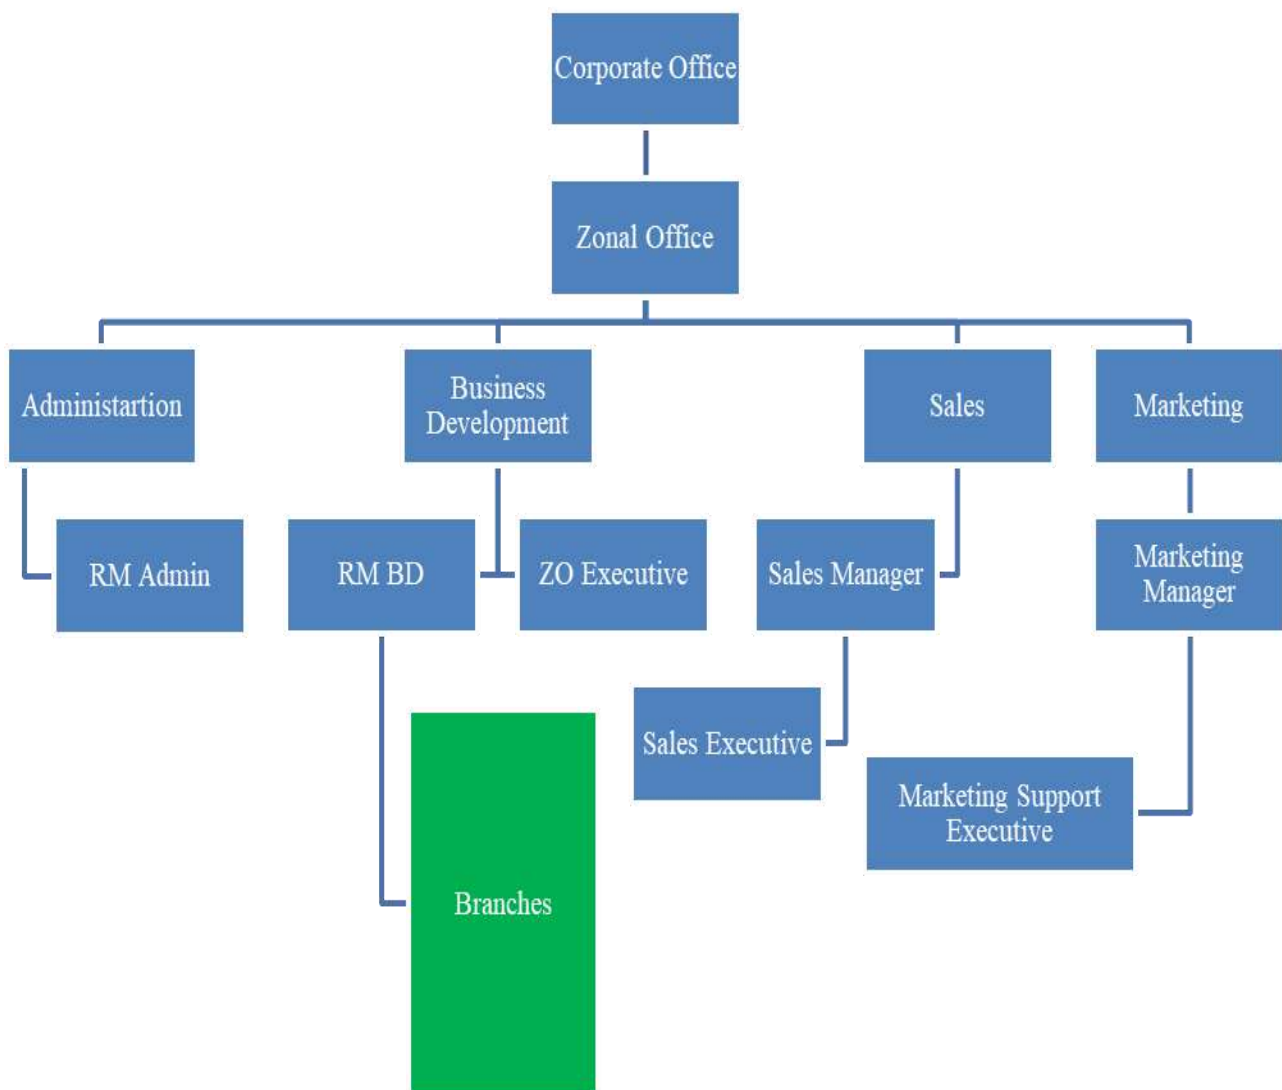 Corporate Office
Zonal Office
Administartion
Business
Development
Sales
Marketing
RM Admin
RM BD
ZO Executive
Sales Manager
Marketing
Manager
Sales Executive
Marketing Support
Executive
Branches